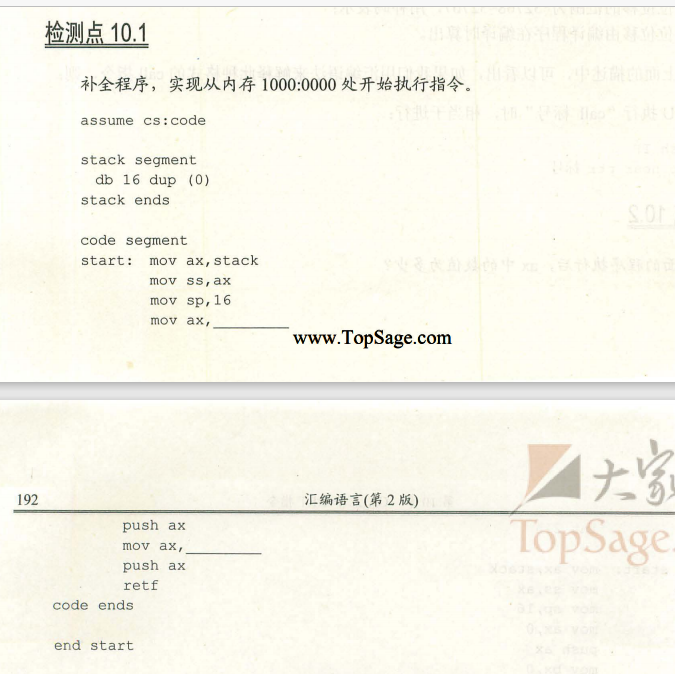 检测点 10.1
补全程序，实现从内存 1000:0000 处开始执行指令。
assume cs:code
stack segment
db 16 dup (0)
stack ends
code segment
start: mov ax,stack
mov ss,ax
mov sp,16
mov ax,_________
www.TopSage.com
192 汇编语言(第 2 版)
大家
TopSage.
push ax
mov ax,_________
push ax
retf
code ends
end start